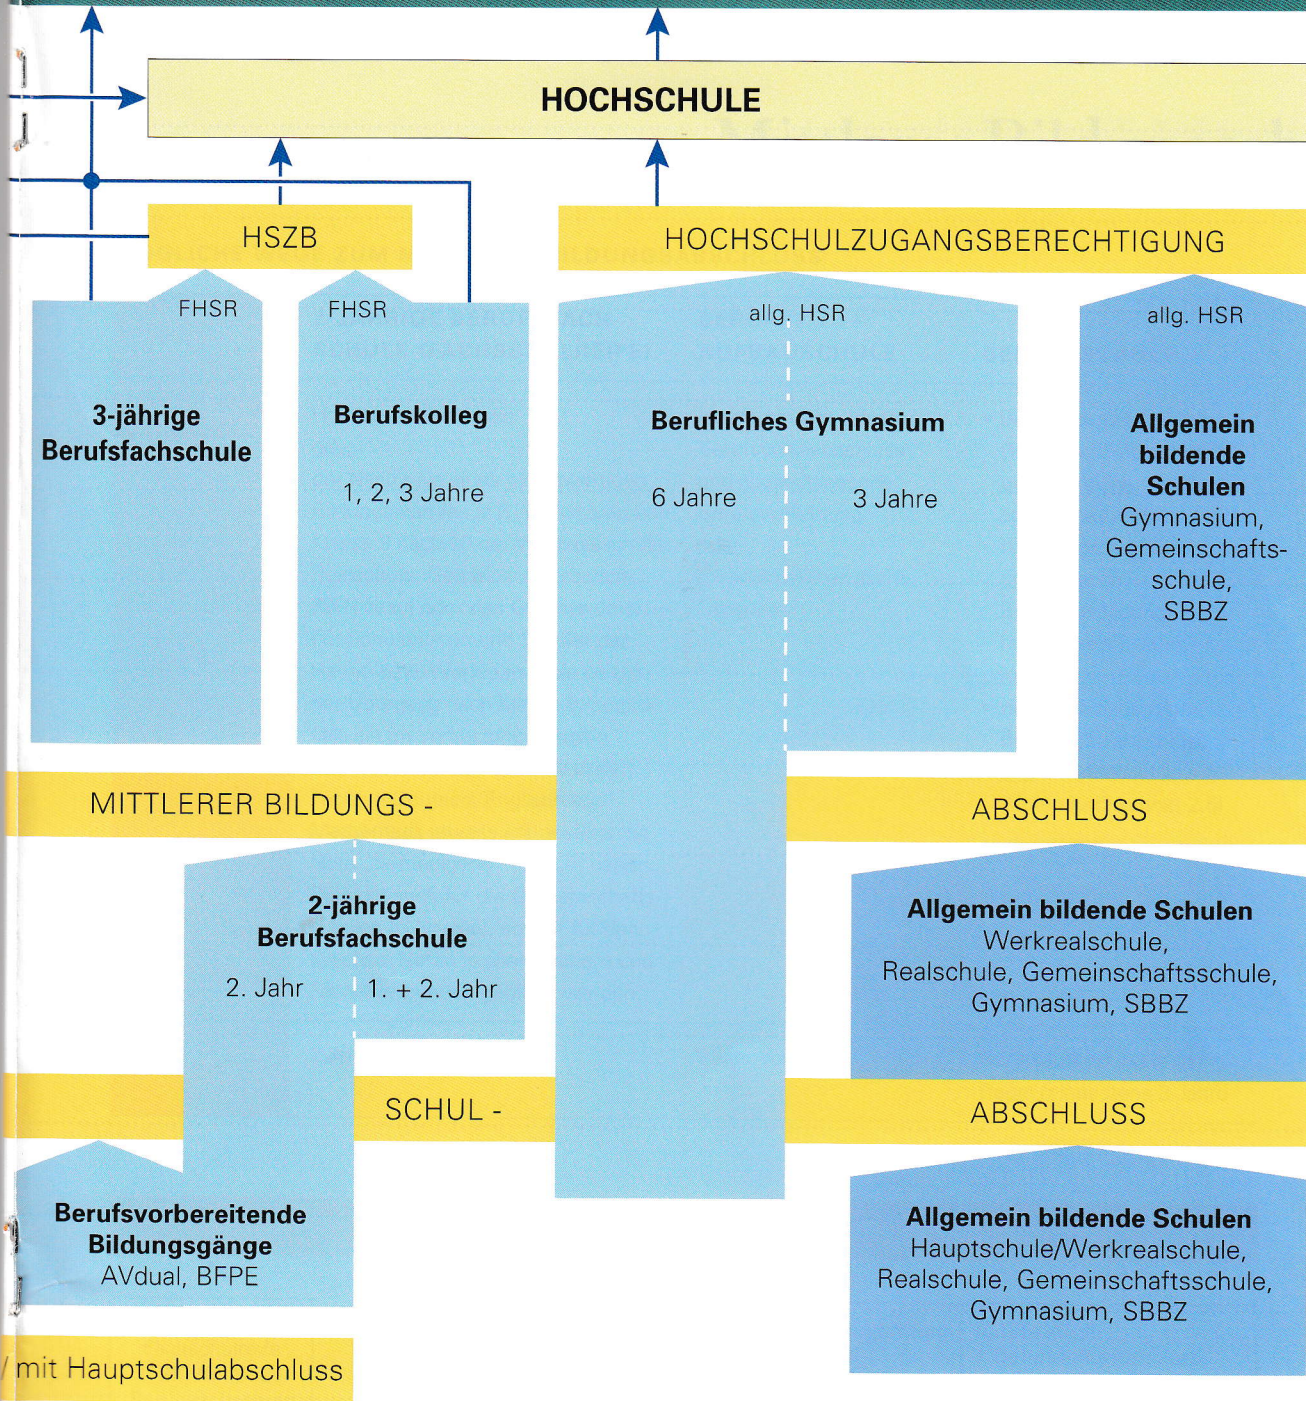 HOCHSCHULE
HSZB
HOCHSCHULZUGANGSBERECHTIGUNG
FHSR
FHSR
allg. HSR
allg. HSR
3-jährige
Berufsfachschule
Berufskolleg
1, 2, 3 Jahre
Berufliches Gymnasium
6 Jahre
3 Jahre
Allgemein
bildende
Schulen
Gymnasium,
Gemeinschafts-
schule,
SBBZ
MITTLERER BILDUNGS -
ABSCHLUSS
2-jährige
Berufsfachschule
2. Jahr
1. + 2. Jahr
Allgemein bildende Schulen
Werkrealschule,
Realschule, Gemeinschaftsschule,
Gymnasium, SBBZ
SCHUL -
ABSCHLUSS
Berufsvorbereitende
Bildungsgänge
AVdual, BFPE
Allgemein bildende Schulen
Hauptschule/Werkrealschule,
Realschule, Gemeinschaftsschule,
Gymnasium, SBBZ
/ mit Hauptschulabschluss